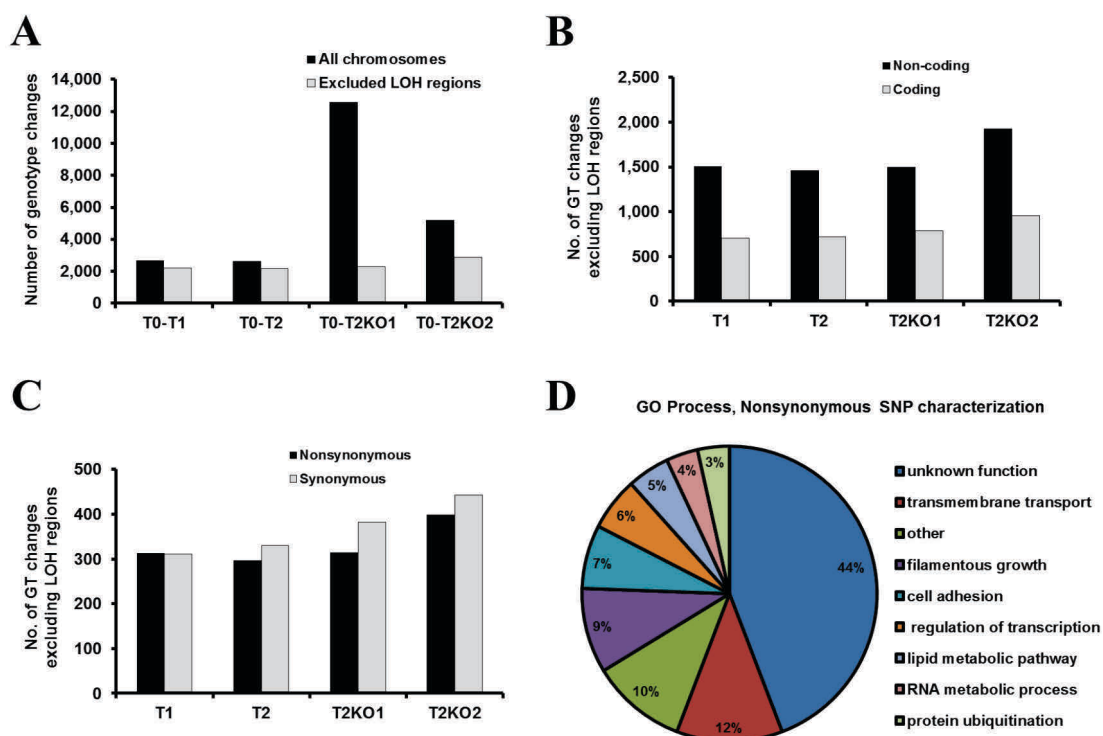 A
Number of genotype changes
All chromosomes
Excluded LOH regions
14,000
12,000
10,000
8,000
6,000
4,000
2,000
0
T0-T1 T0-T2 T0-T2KO1 T0-T2KO2
B
No. of GT changes
excluding LOH regions
Non-coding
Coding
2,500
2,000
1,500
1,000
500
0
T1 T2 T2KO1 T2KO2
C
No. of GT changes
excluding LOH regions
Nonsynonymous
Synonymous
500
400
300
200
100
0
T1 T2 T2KO1 T2KO2
D
GO Process, Nonsynonymous SNP characterization
44%
12%
10%
9%
7%
6%
5%
4%
3%
unknown function
transmembrane transport
other
filamentous growth
cell adhesion
regulation of transcription
lipid metabolic pathway
RNA metabolic process
protein ubiquitination